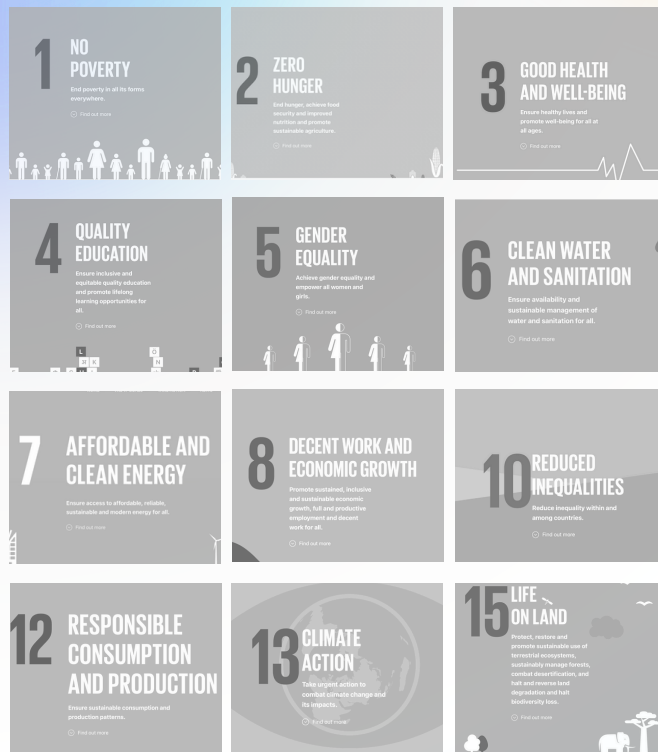 1
NO
POVERTY
End poverty in all its forms
everywhere.
Find out more
2
ZERO
HUNGER
End hunger, achieve food
security and improved
nutrition and promote
sustainable agriculture.
Find out more
3
GOOD HEALTH
AND WELL-BEING
Ensure healthy lives and
promote well-being for all at
all ages.
Find out more
4
QUALITY
EDUCATION
Ensure inclusive and
equitable quality education
and promote lifelong
learning opportunities for
all.
Find out more
L O
R K N
5
GENDER
EQUALITY
Achieve gender equality and
empower all women and
girls.
Find out more
6
CLEAN WATER
AND SANITATION
Ensure availability and
sustainable management of
water and sanitation for all.
Find out more
7
AFFORDABLE AND
CLEAN ENERGY
Ensure access to affordable, reliable,
sustainable and modern energy for all.
Find out more
8
DECENT WORK AND
ECONOMIC GROWTH
Promote sustained, inclusive
and sustainable economic
growth, full and productive
employment and decent
work for all.
Find out more
10
REDUCED
INEQUALITIES
Reduce inequality within and
among countries.
Find out more
12
RESPONSIBLE
CONSUMPTION
AND PRODUCTION
Ensure sustainable consumption and
production patterns.
Find out more
13
CLIMATE
ACTION
Take urgent action to
combat climate change and
its impacts.
Find out more
15
LIFE
ON LAND
Protect, restore and
promote sustainable use of
terrestrial ecosystems,
sustainably manage forests,
combat desertification, and
halt and reverse land
degradation and halt
biodiversity loss.
Find out more